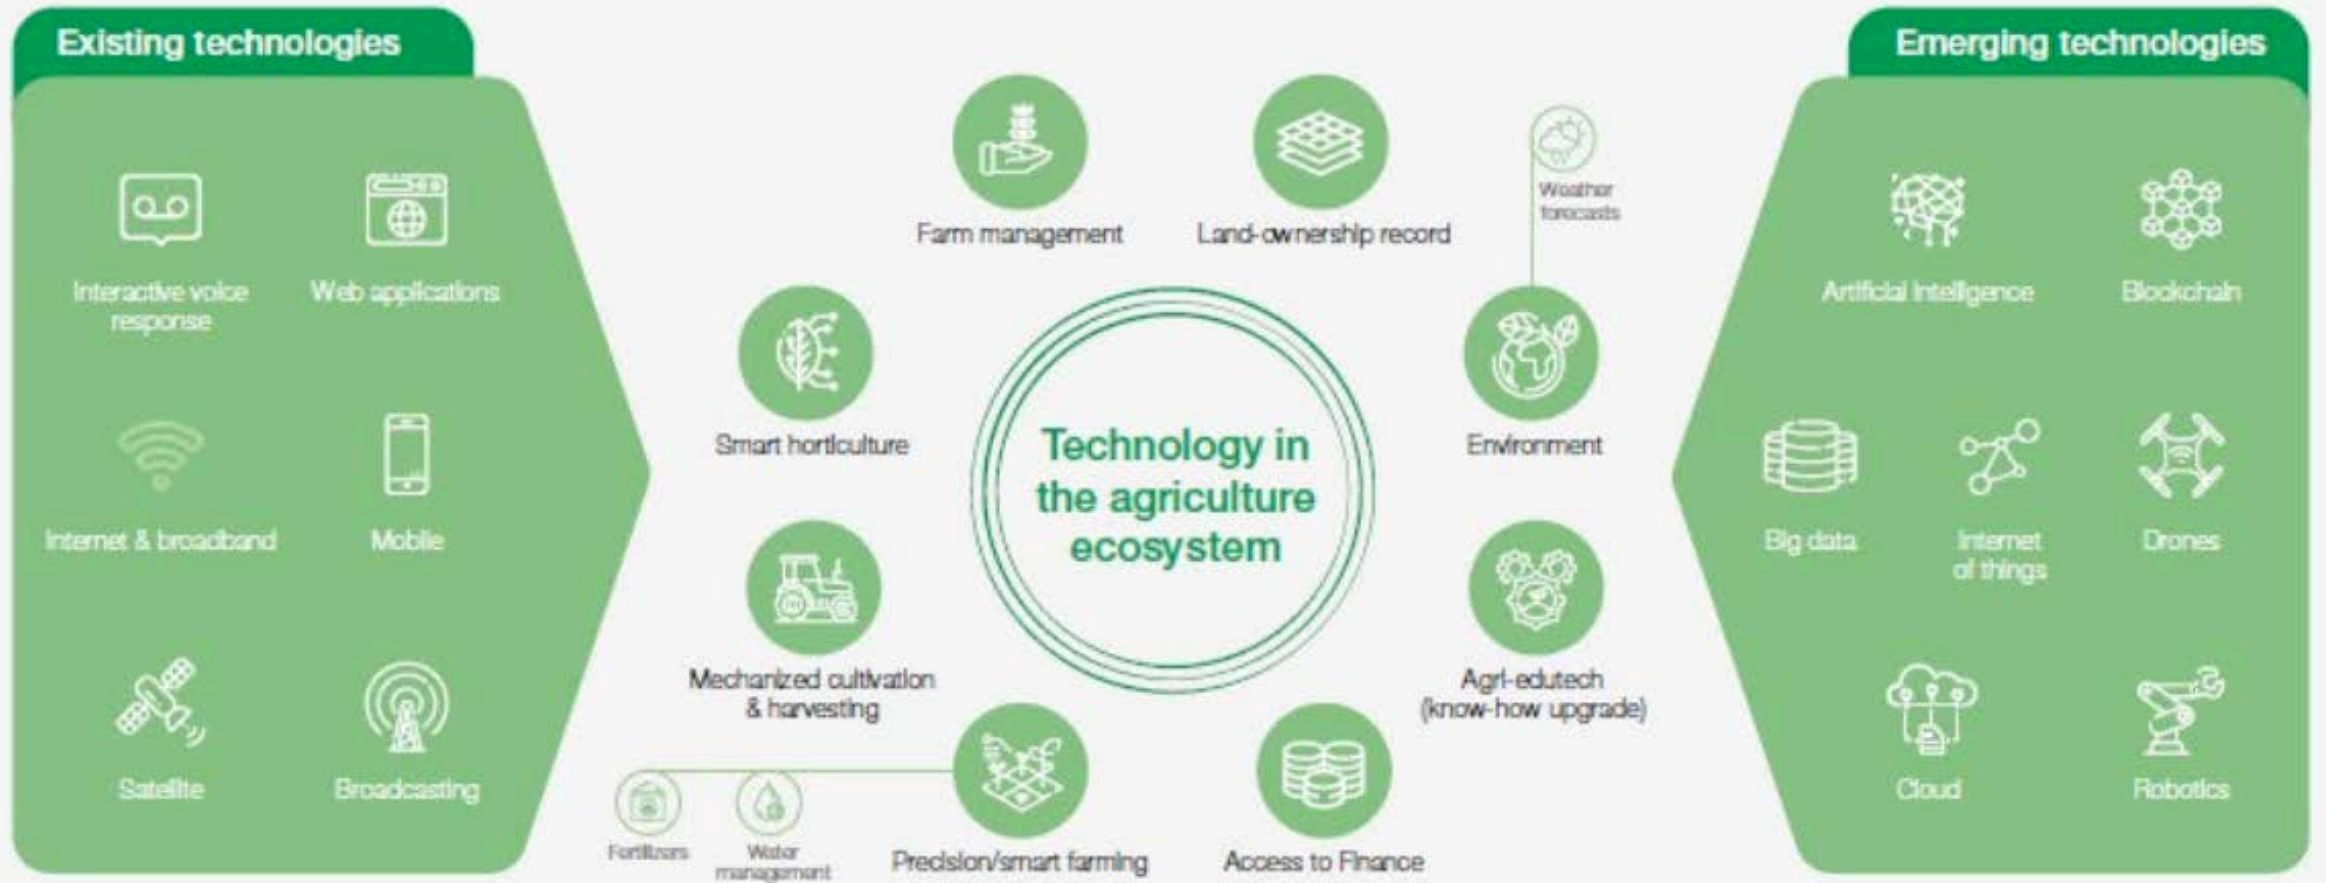 Existing technologies
Interactive voice
response
Web applications
Internet & broadband
Mobile
Satellite
Broadcasting
Farm management
Land-ownership record
Weather
forecasts
Smart horticulture
Environment
Technology in
the agriculture
ecosystem
Mechanized cultivation
& harvesting
Agri-edutech
(know-how upgrade)
Fertilizers
Water
management
Precision/smart farming
Access to Finance
Emerging technologies
Artificial Intelligence
Blockchain
Big data
Internet
of things
Drones
Cloud
Robotics